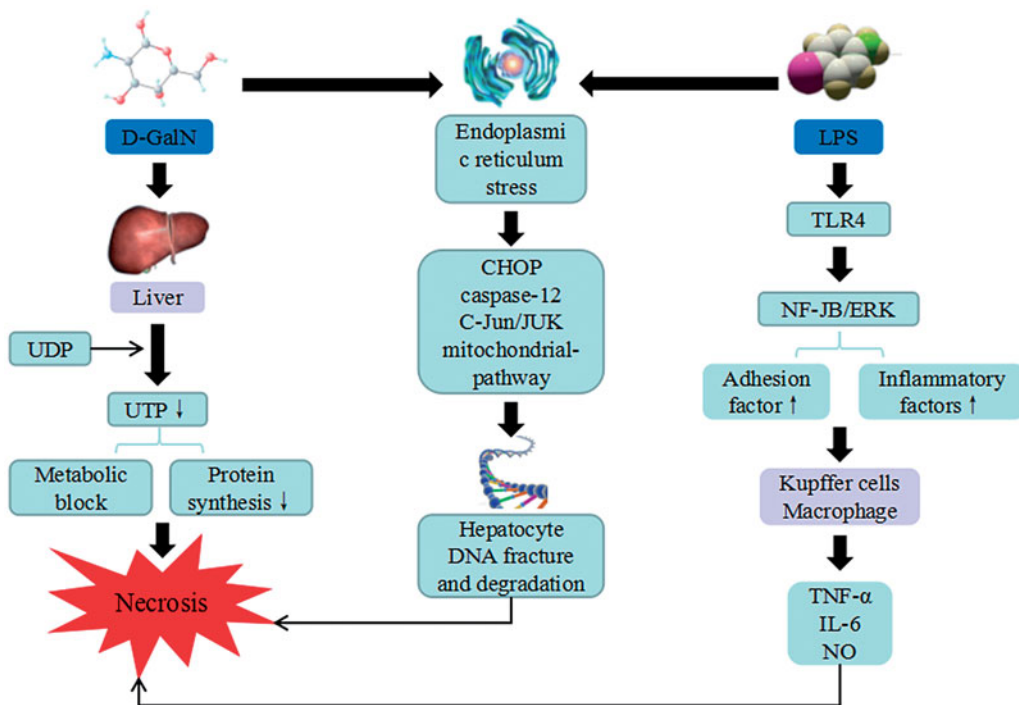 D-GalN
Liver
UDP
UTP ↓
Metabolic
block
Protein
synthesis ↓
Necrosis
Endoplasmi
c reticulum
stress
CHOP
caspase-12
C-Jun/JUK
mitochondrial-
pathway
Hepatocyte
DNA fracture
and degradation
LPS
TLR4
NF-JB/ERK
Adhesion
factor ↑
Inflammatory
factors ↑
Kupffer cells
Macrophage
TNF-α
IL-6
NO